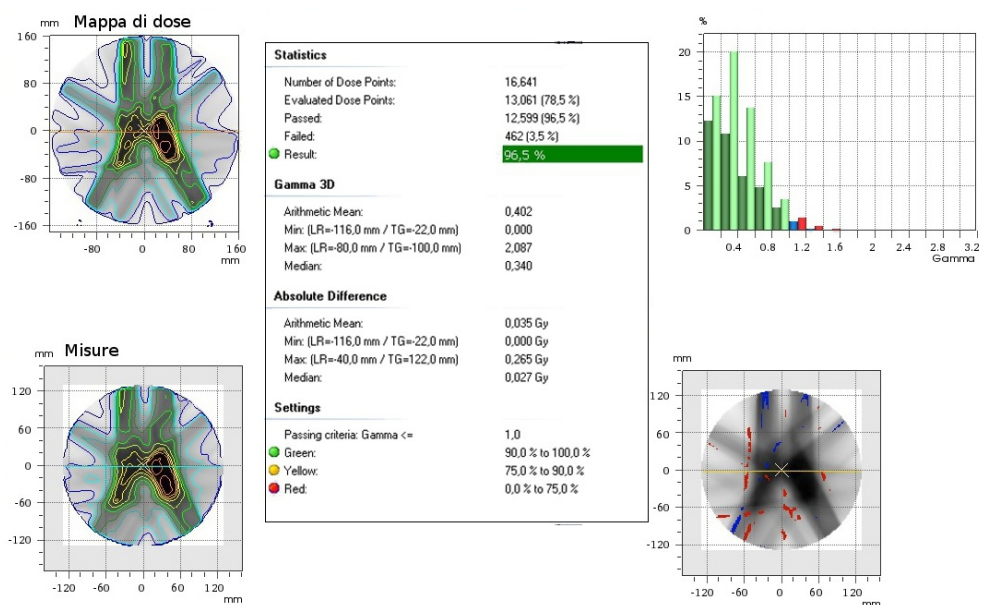 mm Mappa di dose
160
80
0
-80
-160
-80 0 80 160
mm
mm Misure
120
60
0
-60
-120
-120 -60 0 60 120
mm
Statistics
Number of Dose Points: 16,641
Evaluated Dose Points: 13,061 (78,5 %)
Passed: 12,599 (96,5 %)
Failed: 462 (3,5 %)
Result: 96,5 %
Gamma 3D
Arithmetic Mean: 0,402
Min: (LR=-116,0 mm / TG=-22,0 mm) 0,000
Max: (LR=-80,0 mm / TG=-100,0 mm) 2,087
Median: 0,340
Absolute Difference
Arithmetic Mean: 0,035 Gy
Min: (LR=-116,0 mm / TG=-22,0 mm) 0,000 Gy
Max: (LR=-40,0 mm / TG=122,0 mm) 0,265 Gy
Median: 0,027 Gy
Settings
Passing criteria: Gamma <= 1,0
Green: 90,0 % to 100,0 %
Yellow: 75,0 % to 90,0 %
Red: 0,0 % to 75,0 %
%
20
15
10
5
0
0.4 0.8 1.2 1.6 2 2.4 2.8 3.2
Gamma
mm
120
60
0
-60
-120
-120 -60 0 60 120
mm